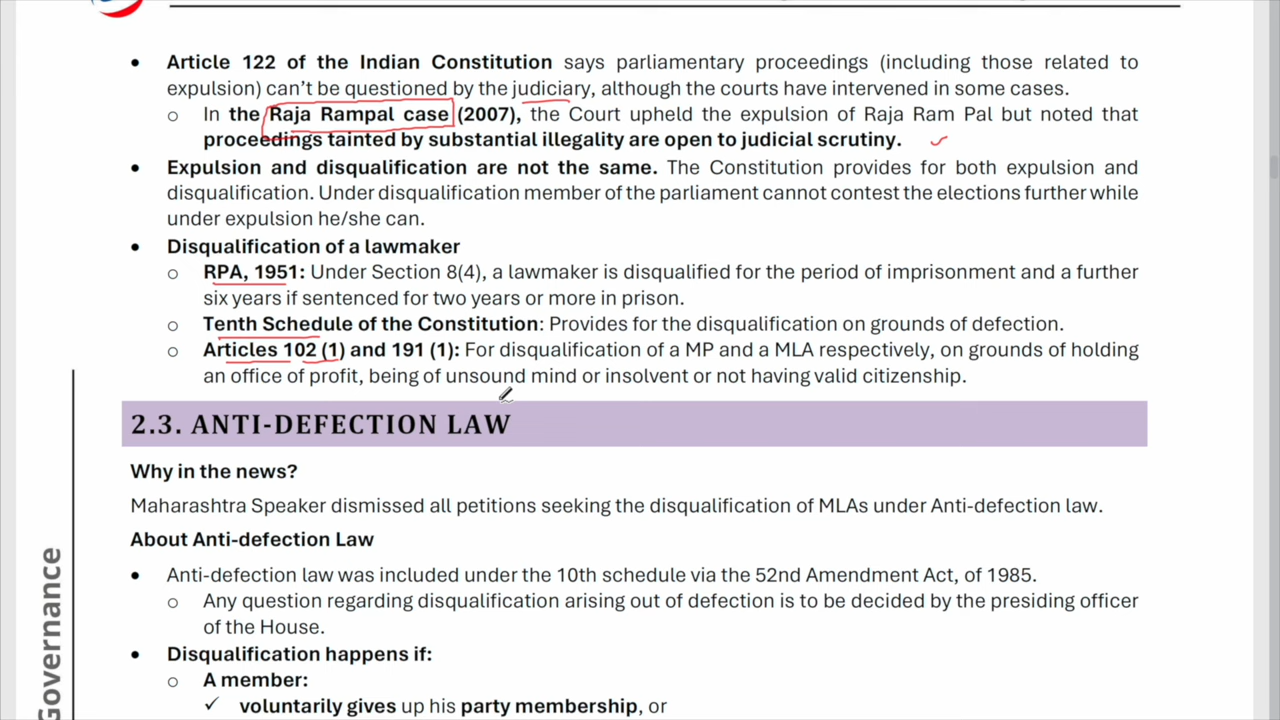 • Article 122 of the Indian Constitution says parliamentary proceedings (including those related to
expulsion) can't be questioned by the judiciary, although the courts have intervened in some cases.
o In the Raja Rampal case (2007), the Court upheld the expulsion of Raja Ram Pal but noted that
proceedings tainted by substantial illegality are open to judicial scrutiny.
• Expulsion and disqualification are not the same. The Constitution provides for both expulsion and
disqualification. Under disqualification member of the parliament cannot contest the elections further while
under expulsion he/she can.
• Disqualification of a lawmaker
o RPA, 1951: Under Section 8(4), a lawmaker is disqualified for the period of imprisonment and a further
six years if sentenced for two years or more in prison.
o Tenth Schedule of the Constitution: Provides for the disqualification on grounds of defection.
o Articles 102 (1) and 191 (1): For disqualification of a MP and a MLA respectively, on grounds of holding
an office of profit, being of unsound mind or insolvent or not having valid citizenship.
2.3. ANTI-DEFECTION LAW
Why in the news?
Maharashtra Speaker dismissed all petitions seeking the disqualification of MLAs under Anti-defection law.
About Anti-defection Law
• Anti-defection law was included under the 10th schedule via the 52nd Amendment Act, of 1985.
o Any question regarding disqualification arising out of defection is to be decided by the presiding officer
of the House.
• Disqualification happens if:
o A member:
✓ voluntarily gives up his party membership, or
Governance